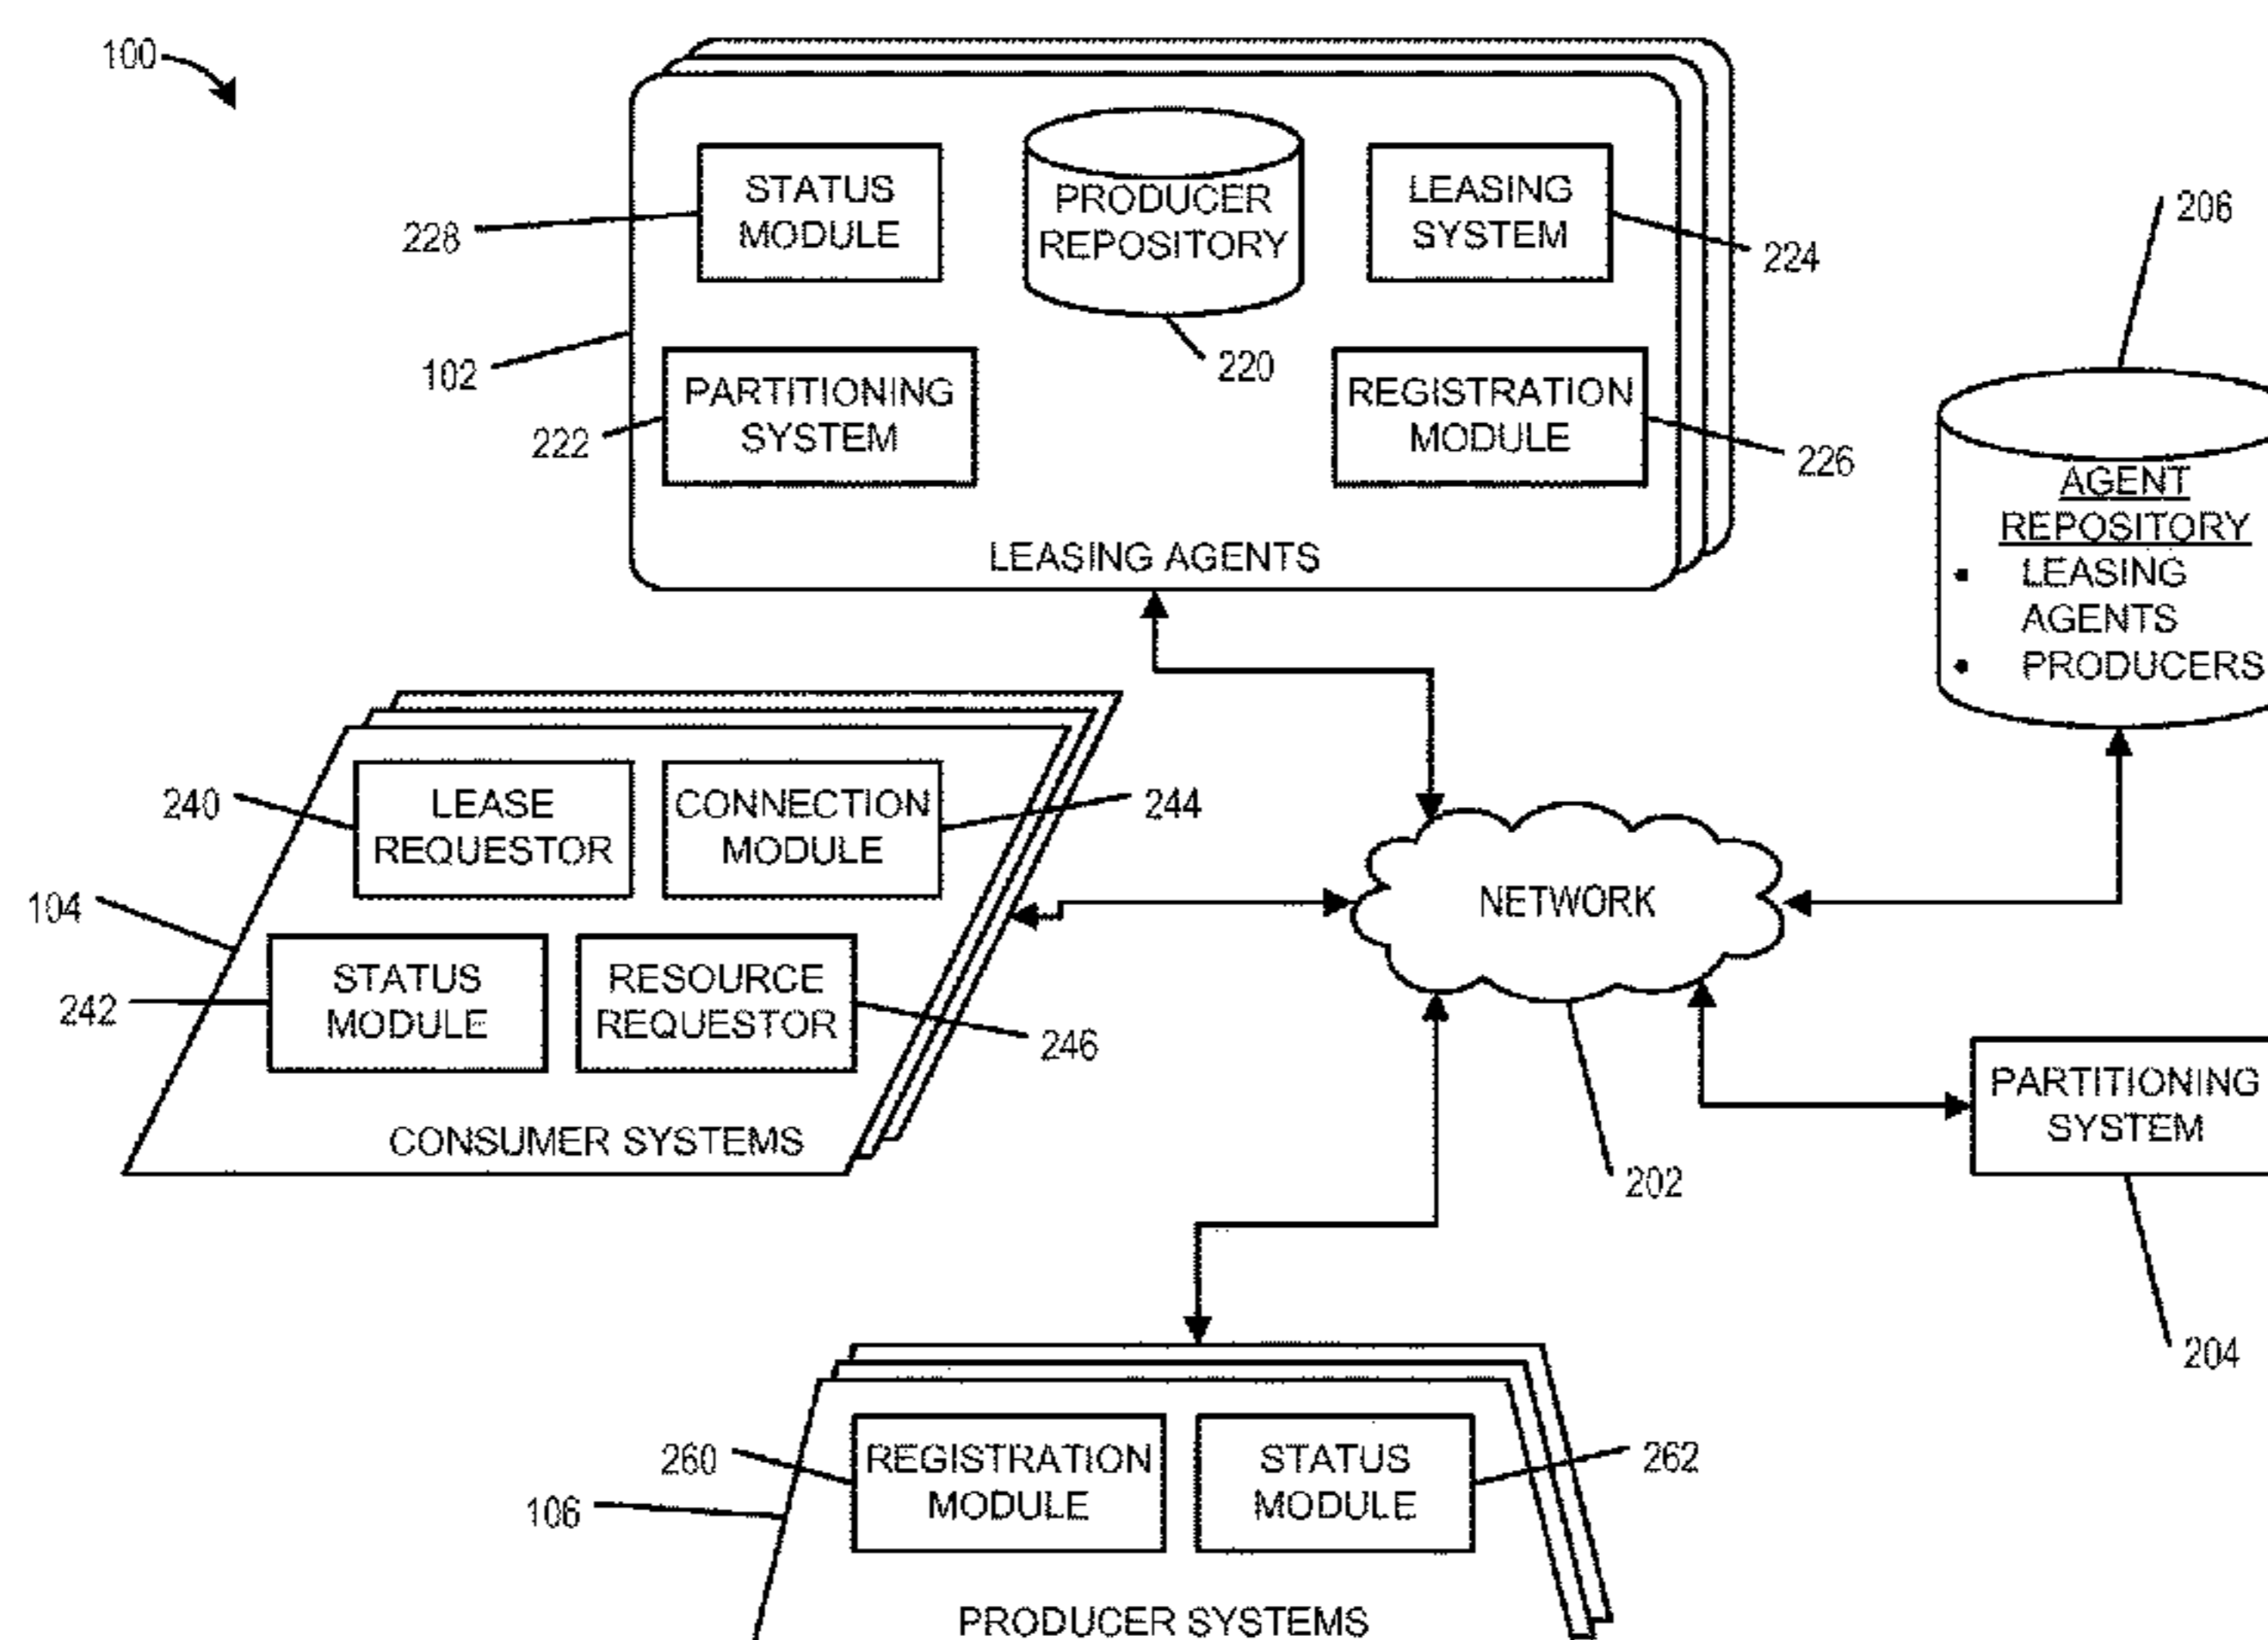 100
STATUS
MODULE
228
PRODUCER
REPOSITORY
220
LEASING
SYSTEM
224
102
PARTITIONING
SYSTEM
222
REGISTRATION
MODULE
226
LEASING AGENTS
206
AGENT
REPOSITORY
• LEASING
AGENTS
• PRODUCERS
240
LEASE
REQUESTOR
CONNECTION
MODULE
244
104
242
STATUS
MODULE
RESOURCE
REQUESTOR
246
CONSUMER SYSTEMS
NETWORK
202
PARTITIONING
SYSTEM
204
260
REGISTRATION
MODULE
STATUS
MODULE
262
106
PRODUCER SYSTEMS